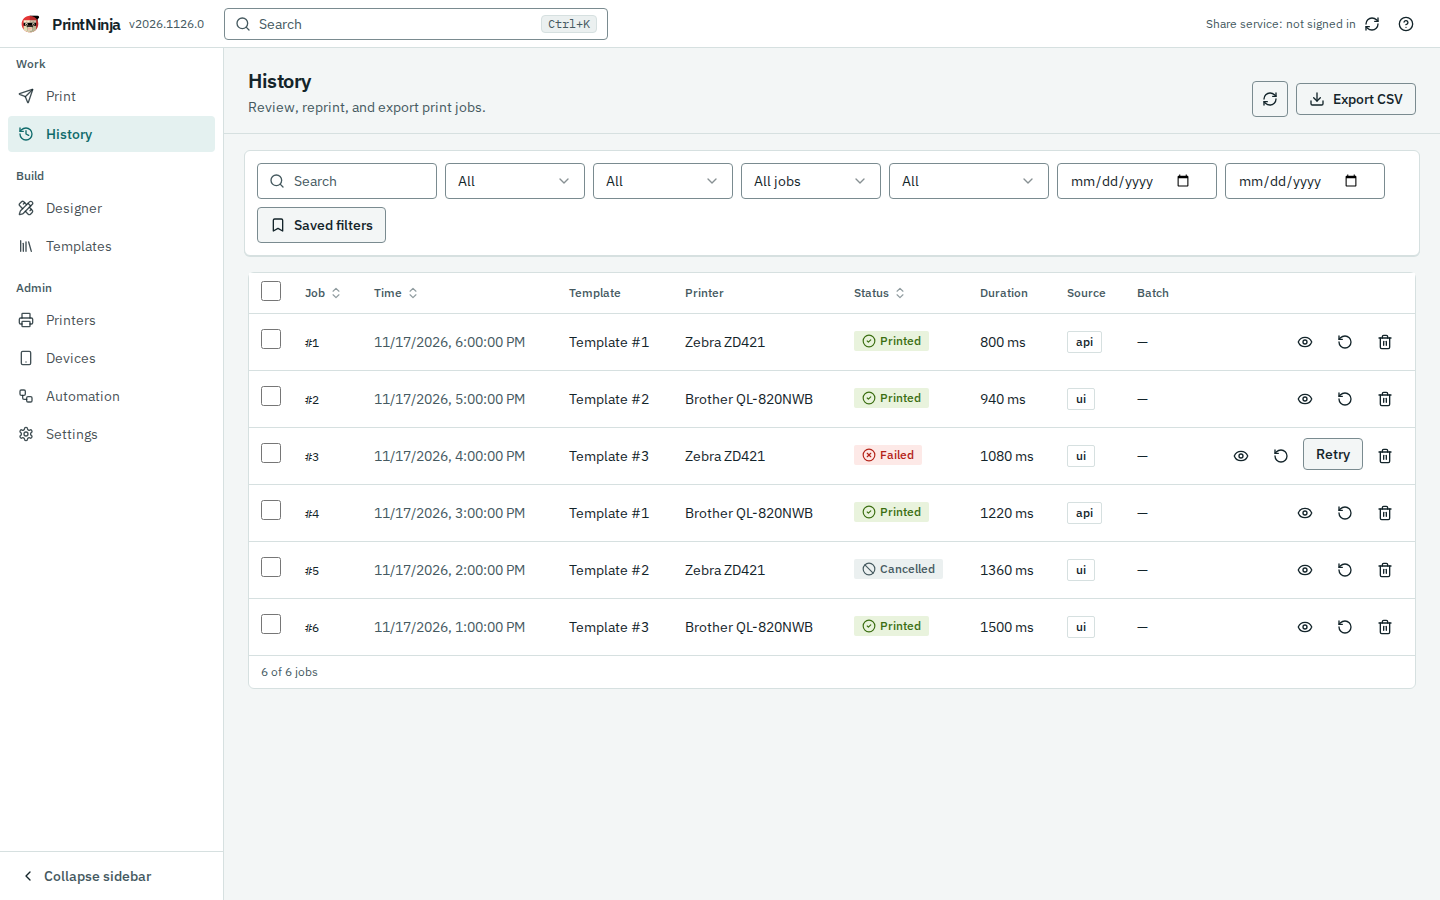 PrintNinja v2026.1126.0
Search Ctrl+K
Share service: not signed in
Work
Print
History
Build
Designer
Templates
Admin
Printers
Devices
Automation
Settings
Collapse sidebar
History
Review, reprint, and export print jobs.
Export CSV
Search All All All jobs All mm/dd/yyyy mm/dd/yyyy
Saved filters
Job Time Template Printer Status Duration Source Batch
#1 11/17/2026, 6:00:00 PM Template #1 Zebra ZD421 Printed 800 ms api —
#2 11/17/2026, 5:00:00 PM Template #2 Brother QL-820NWB Printed 940 ms ui —
#3 11/17/2026, 4:00:00 PM Template #3 Zebra ZD421 Failed 1080 ms ui — Retry
#4 11/17/2026, 3:00:00 PM Template #1 Brother QL-820NWB Printed 1220 ms api —
#5 11/17/2026, 2:00:00 PM Template #2 Zebra ZD421 Cancelled 1360 ms ui —
#6 11/17/2026, 1:00:00 PM Template #3 Brother QL-820NWB Printed 1500 ms ui —
6 of 6 jobs